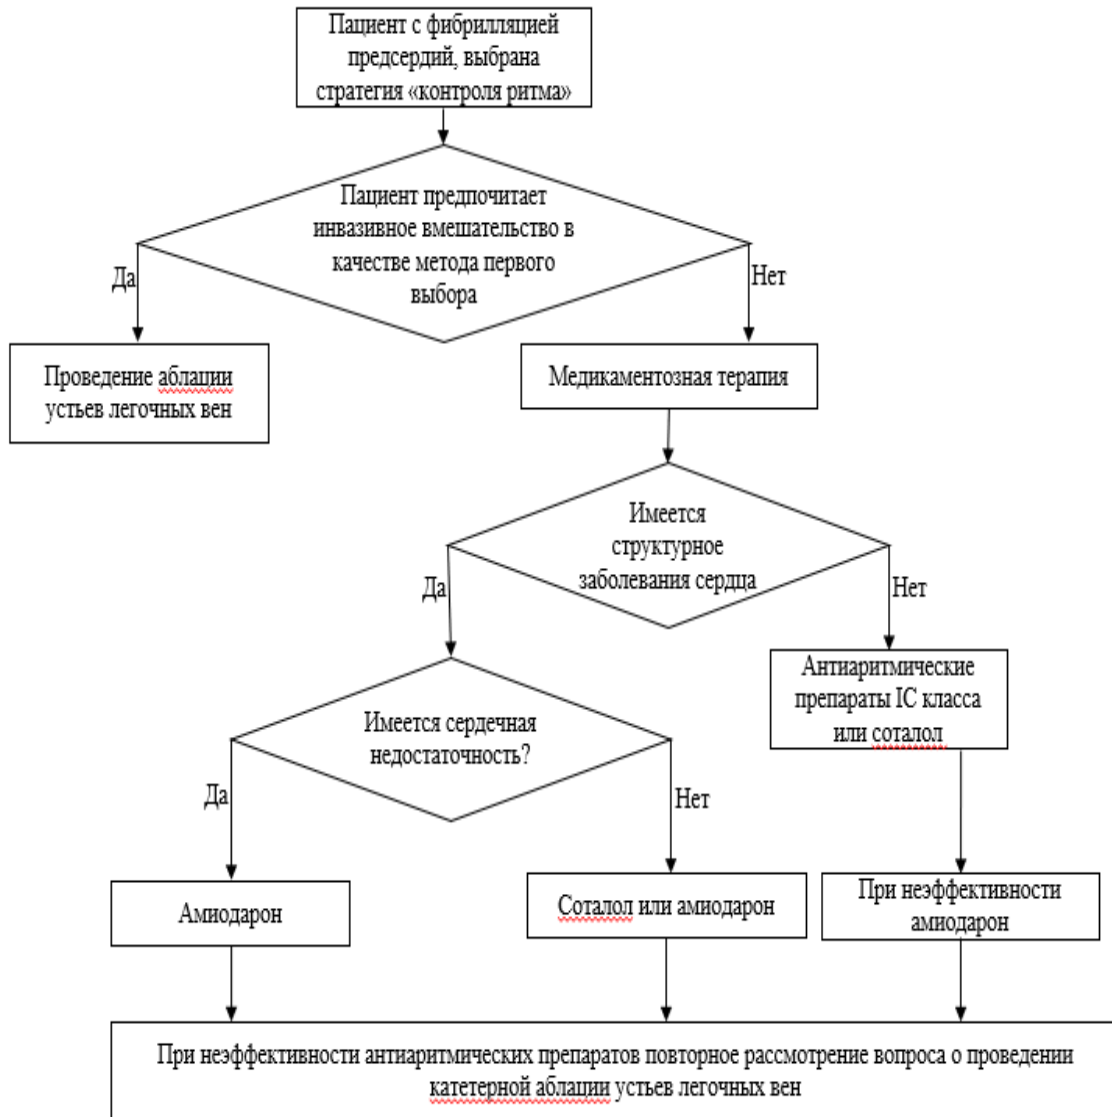 Пациент с фибрилляцией
предсердий, выбрана
стратегия «контроля ритма»
Пациент предпочитает
инвазивное вмешательство в
качестве метода первого
выбора
Да
Нет
Проведение аблации
устьев легочных вен
Медикаментозная терапия
Имеется
структурное
заболевания сердца
Да
Нет
Антиаритмические
препараты IC класса
или соталол
Имеется сердечная
недостаточность?
Да
Нет
Амиодарон
Соталол или амиодарон
При неэффективности
амиодарон
При неэффективности антиаритмических препаратов повторное рассмотрение вопроса о проведении
катетерной аблации устьев легочных вен